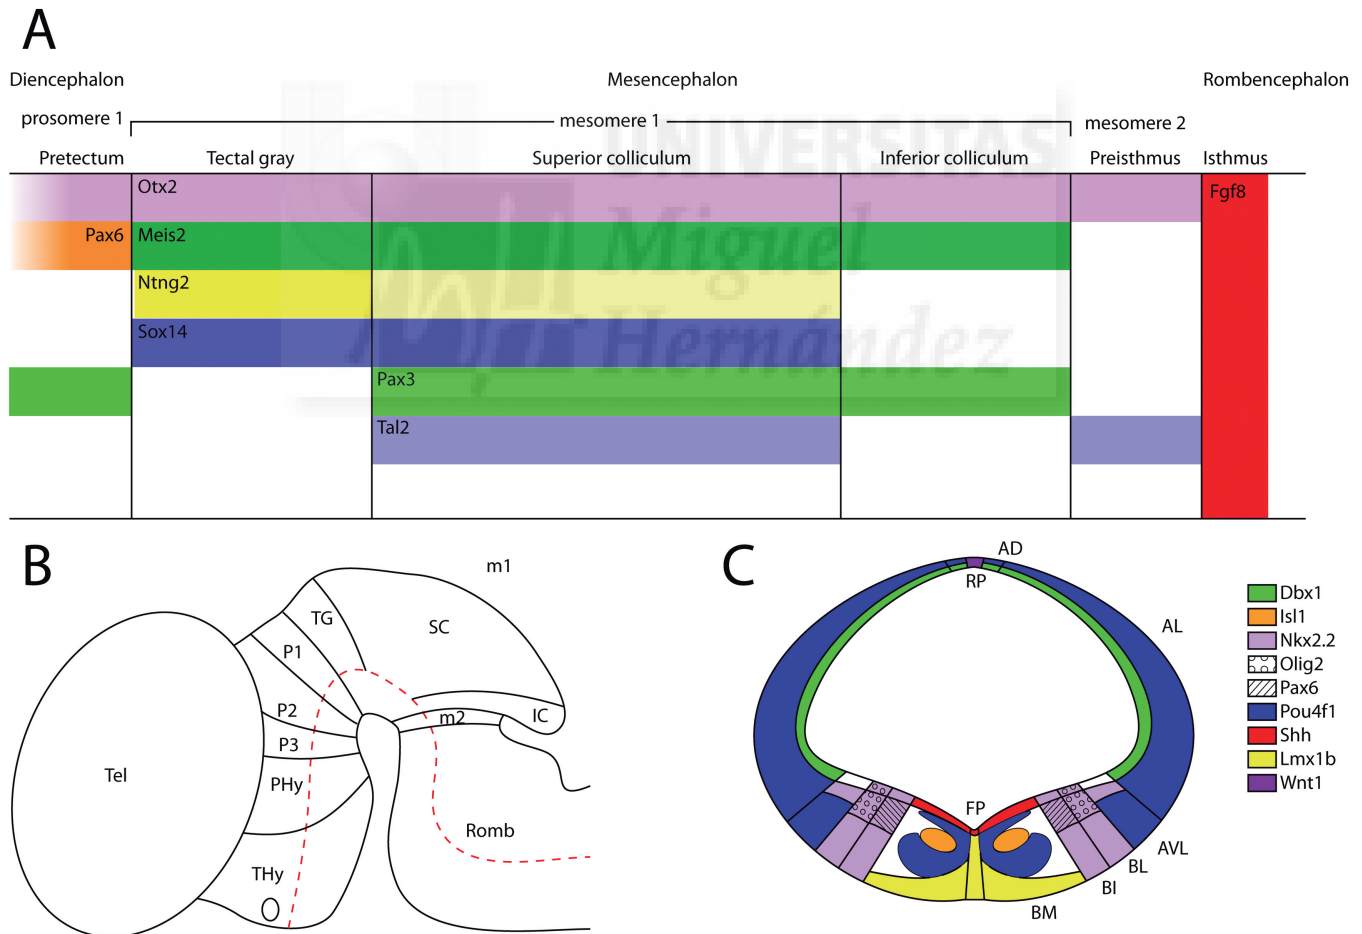 A
Diencephalon Mesencephalon Rombencephalon
prosomere 1 mesomere 1 mesomere 2
Pretectum Tectal gray Superior colliculum Inferior colliculum Preisthmus Isthmus
Otx2 Fgf8
Pax6 Meis2
Ntng2
Sox14
Pax3
Tal2
UNIVERSITAS
Miguel
Hernández
B
m1
TG
SC
P1
P2
m2 IC
P3
Tel
PHy
Romb
THy
C
AD
RP
AL
FP
AVL
BL
BI
BM
Dbx1
Isl1
Nkx2.2
Olig2
Pax6
Pou4f1
Shh
Lmx1b
Wnt1